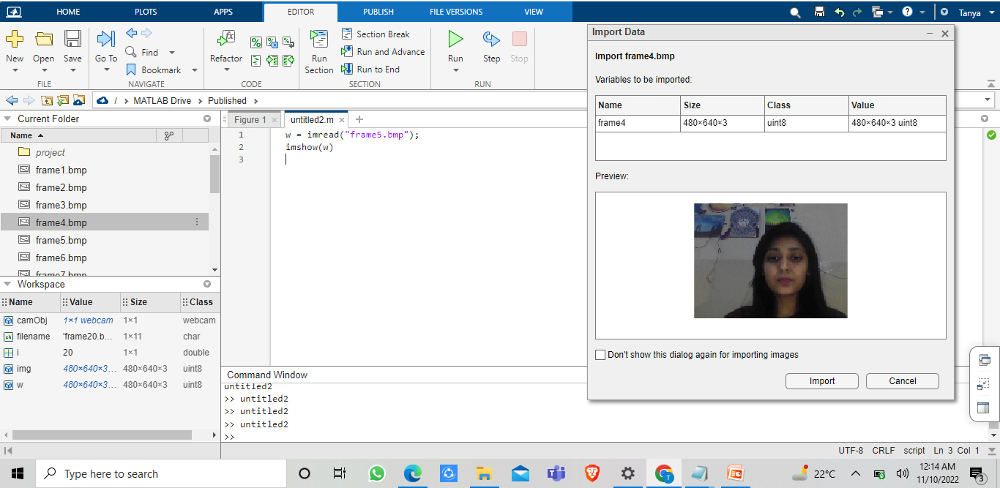 HOME PLOTS APPS EDITOR PUBLISH FILE VERSIONS VIEW Tanya
New Open Save
FILE
Go To Find Bookmark
NAVIGATE
Refactor
CODE
Run Section
Section Break
Run and Advance
Run to End
SECTION
Run Step Stop
RUN
/ MATLAB Drive Published
Current Folder
Name
project
frame1.bmp
frame2.bmp
frame3.bmp
frame4.bmp
frame5.bmp
frame6.bmp
frame7.bmp
Workspace
Name Value Size Class
camObj 1×1 webcam 1×1 webcam
filename 'frame20.b... 1×11 char
i 20 1×1 double
img 480×640×3... 480×640×3 uint8
w 480×640×3... 480×640×3 uint8
Figure 1 × untitled2.m × +
1 w = imread("frame5.bmp");
2 imshow(w)
3
Command Window
untitled2
>> untitled2
>> untitled2
>> untitled2
>>
Import Data
Import frame4.bmp
Variables to be imported:
Name Size Class Value
frame4 480×640×3 uint8 480×640×3 uint8
Preview:
Don't show this dialog again for importing images
Import Cancel
UTF-8 CRLF script Ln 3 Col 1
Type here to search
22°C
12:14 AM
11/10/2022
3